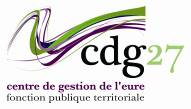 cdg27
centre de gestion de l'eure
fonction publique territoriale